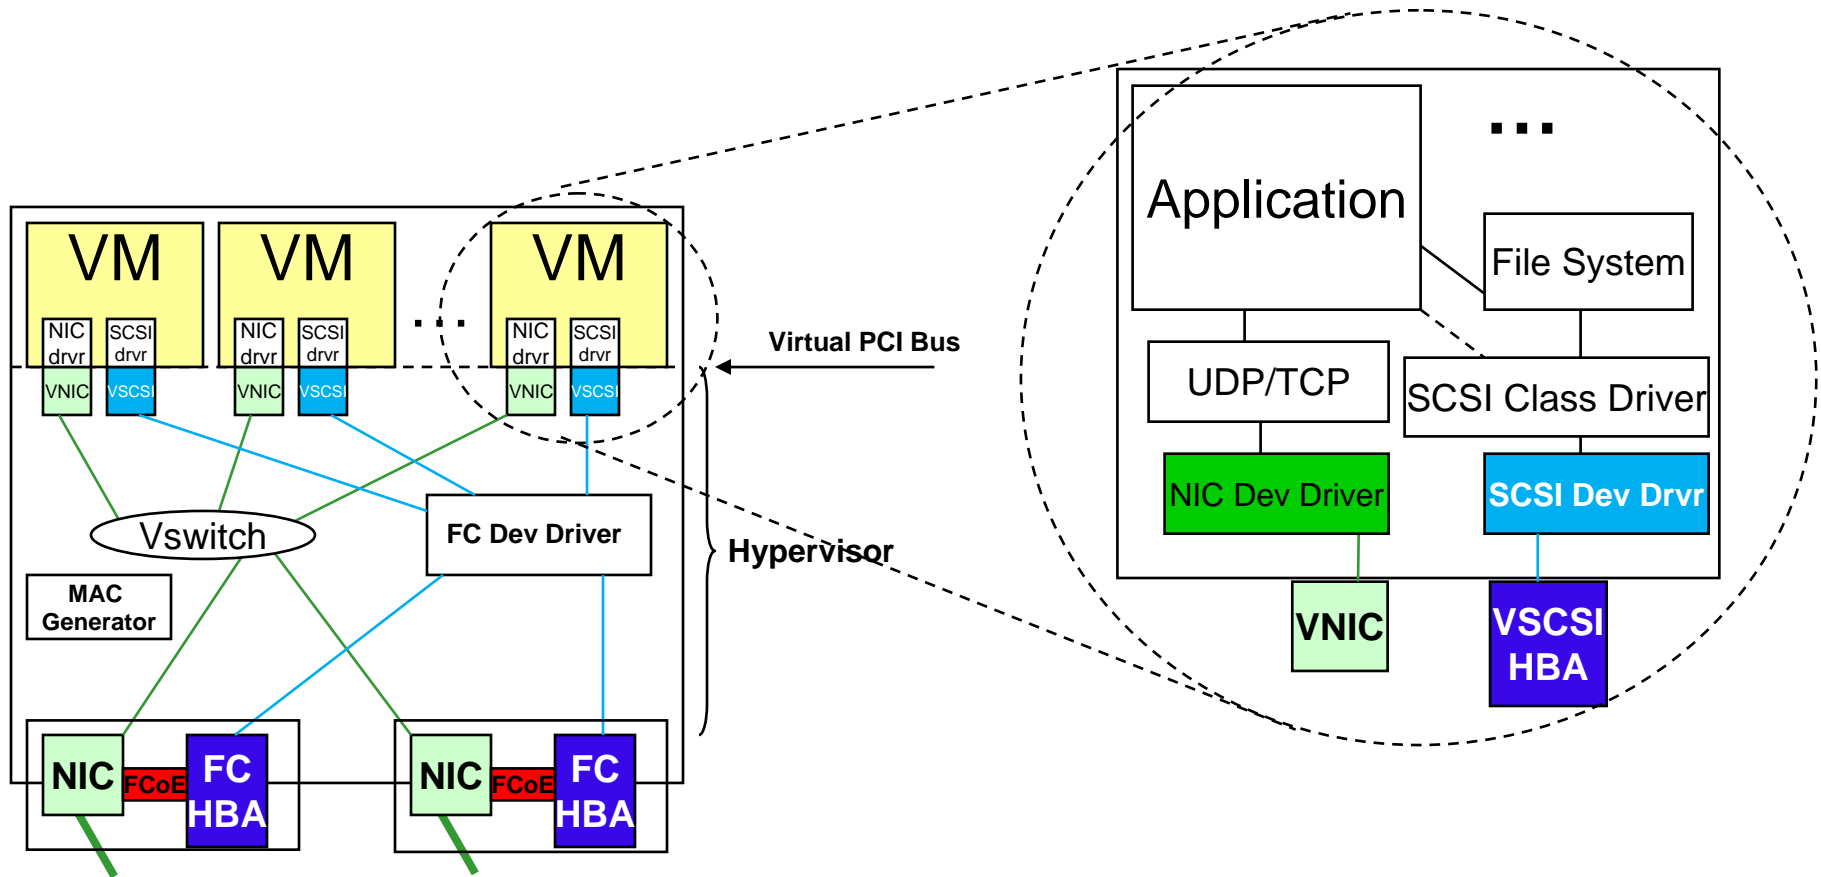 VM
VM
...
VM
NIC
drvr
SCSI
drvr
NIC
drvr
SCSI
drvr
NIC
drvr
SCSI
drvr
VNIC
VSCSI
VNIC
VSCSI
VNIC
VSCSI
Virtual PCI Bus
Vswitch
FC Dev Driver
Hypervisor
MAC
Generator
NIC
FCoE
FC
HBA
NIC
FCoE
FC
HBA
...
Application
File System
UDP/TCP
SCSI Class Driver
NIC Dev Driver
SCSI Dev Drvr
VNIC
VSCSI
HBA